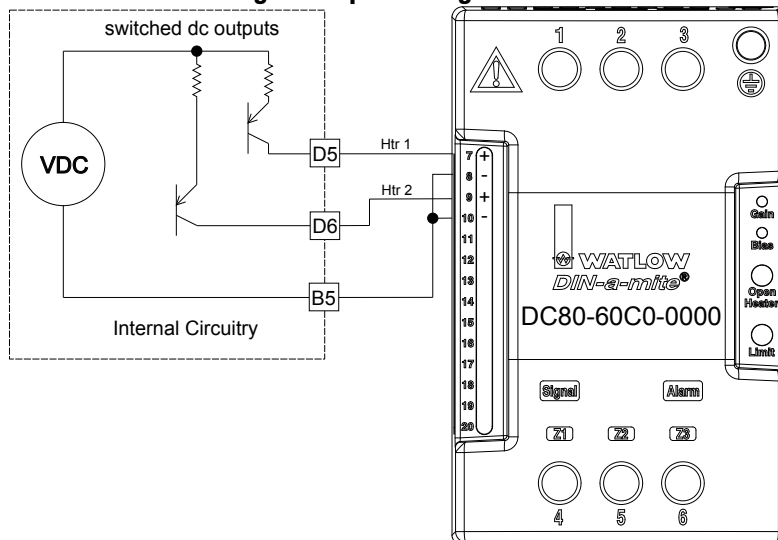 switched dc outputs
VDC
D5
Htr 1
Htr 2
D6
B5
Internal Circuitry
1 2 3
7 +
8 -
9 +
10 -
11
12
13
14
15
16
17
18
19
20
WATLOW
DIN-a-mite®
DC80-60C0-0000
Gain
Bias
Open
Heater
Limit
Signal Alarm
Z1 Z2 Z3
4 5 6